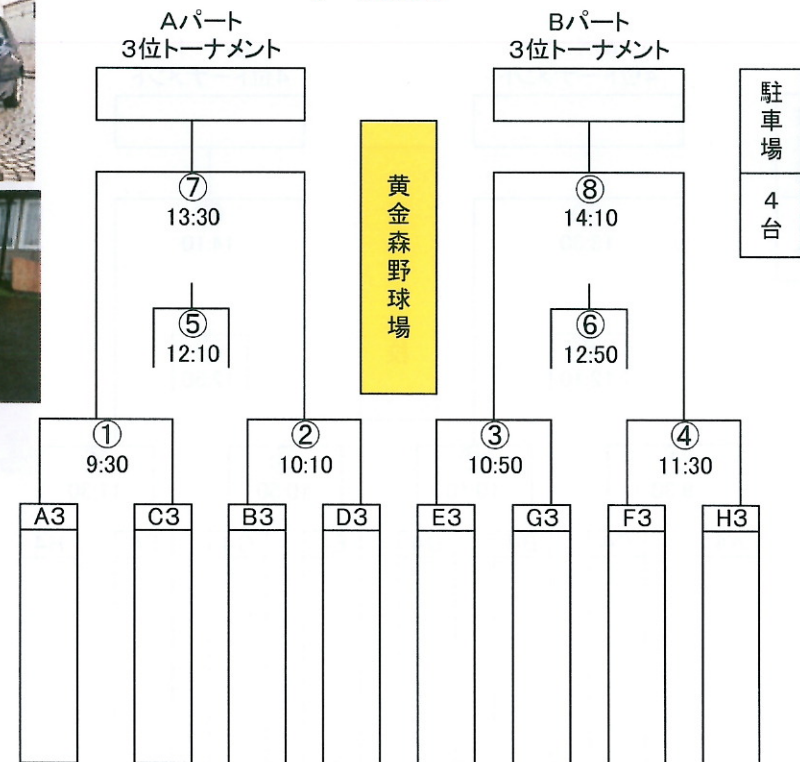 Aパート
3位トーナメント
Bパート
3位トーナメント
駐車場
4台
黄金森野球場
⑦
13:30
⑧
14:10
⑤
12:10
⑥
12:50
①
9:30
②
10:10
③
10:50
④
11:30
A3
C3
B3
D3
E3
G3
F3
H3